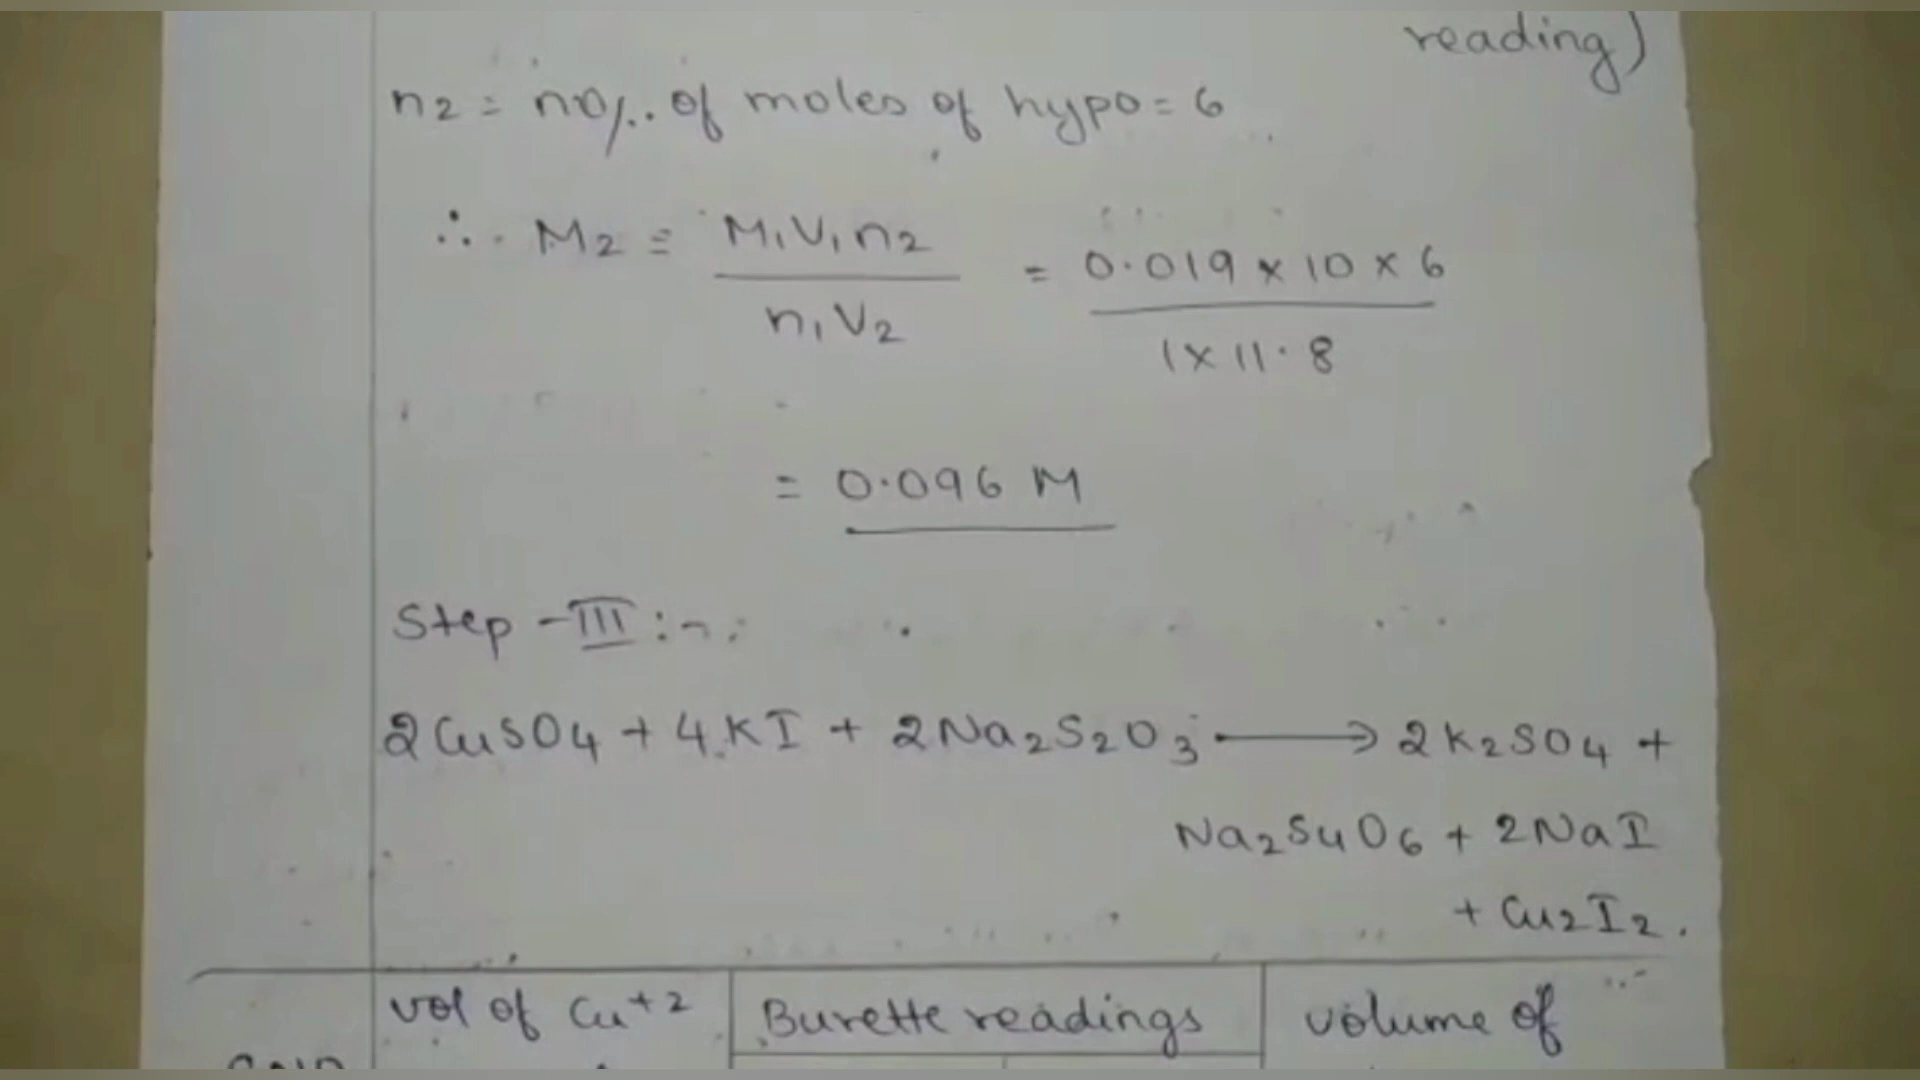 reading)
n2 = no/.. of moles of hypo = 6
∴ M2 = M1V1n2 / n1V2 = 0.019 x 10 x 6 / 1 x 11.8
= 0.096 M
Step - III :-
2CuSO4 + 4KI + 2Na2S2O3 ⟶ 2K2SO4 +
Na2S4O6 + 2NaI
+ Cu2I2.
vol of Cu+2 Burette readings volume of